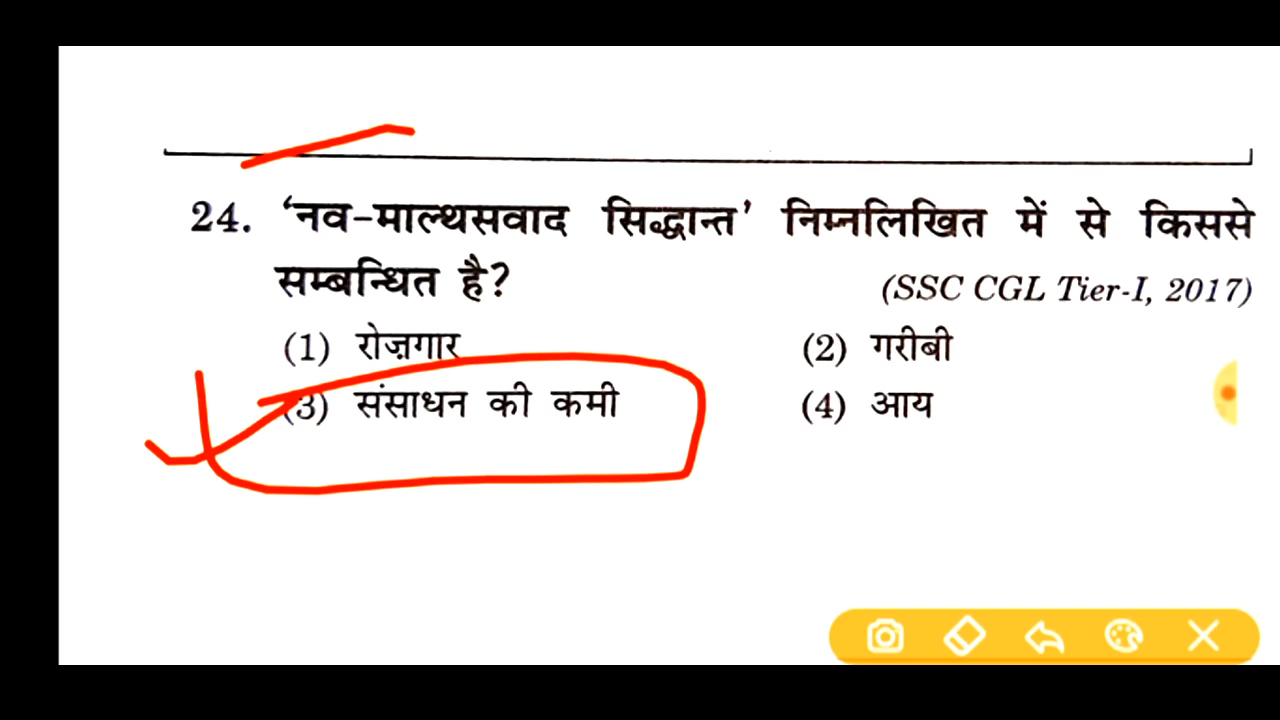 24. ‘नव-माल्थसवाद सिद्धान्त’ निम्नलिखित में से किससे
सम्बन्धित है? (SSC CGL Tier-I, 2017)
(1) रोज़गार (2) गरीबी
(3) संसाधन की कमी (4) आय